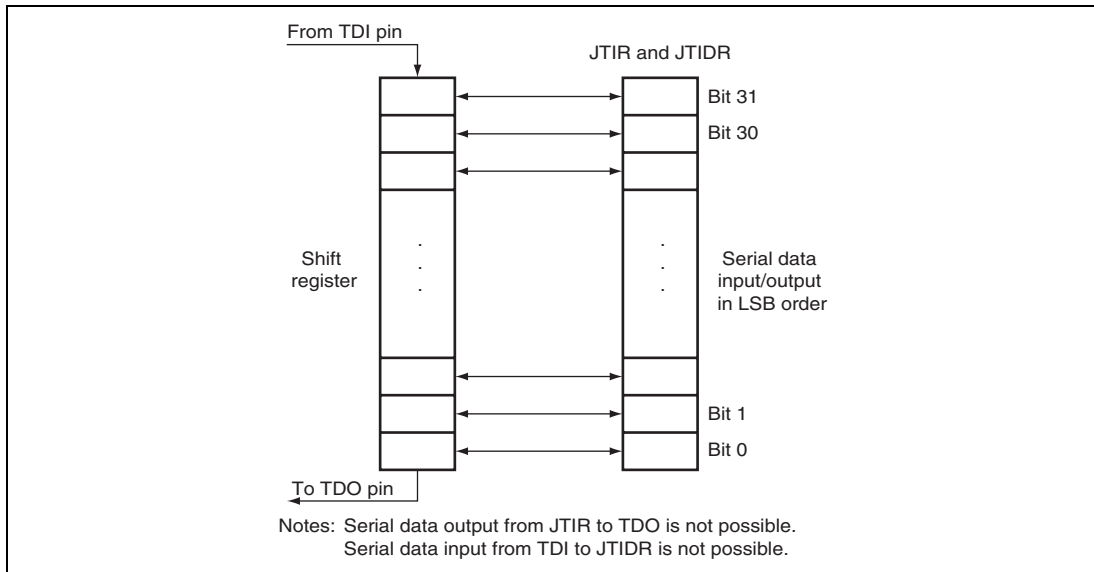 From TDI pin
JTIR and JTIDR
Bit 31
Bit 30
Shift
register
.
.
.
.
.
.
Serial data
input/output
in LSB order
Bit 1
Bit 0
To TDO pin
Notes: Serial data output from JTIR to TDO is not possible.
Serial data input from TDI to JTIDR is not possible.